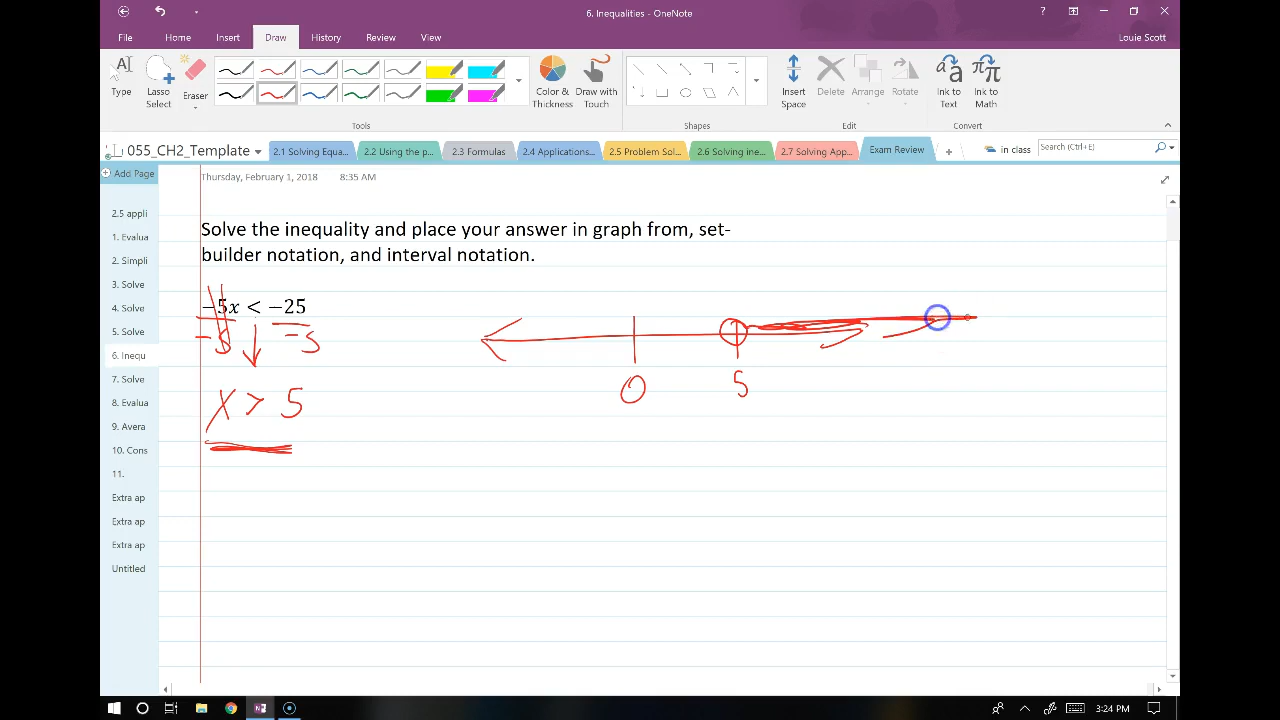 6. Inequalities - OneNote
File Home Insert Draw History Review View
Louie Scott
Type
Lasso Select
Eraser
Color & Thickness
Draw with Touch
Insert Space
Delete
Arrange
Rotate
Ink to Text
Ink to Math
Tools
Shapes
Edit
Convert
055_CH2_Template
2.1 Solving Equa...
2.2 Using the p...
2.3 Formulas
2.4 Applications...
2.5 Problem Sol...
2.6 Solving ine...
2.7 Solving App...
Exam Review
in class
Search (Ctrl+E)
Add Page
Thursday, February 1, 2018 8:35 AM
2.5 appli
1. Evalua
2. Simpli
3. Solve
4. Solve
5. Solve
6. Inequ
7. Solve
8. Evalua
9. Avera
10. Cons
11.
Extra ap
Extra ap
Extra ap
Untitled
Solve the inequality and place your answer in graph from, set-
builder notation, and interval notation.
−5x < −25
-5 -5
x > 5
0 5
3:24 PM